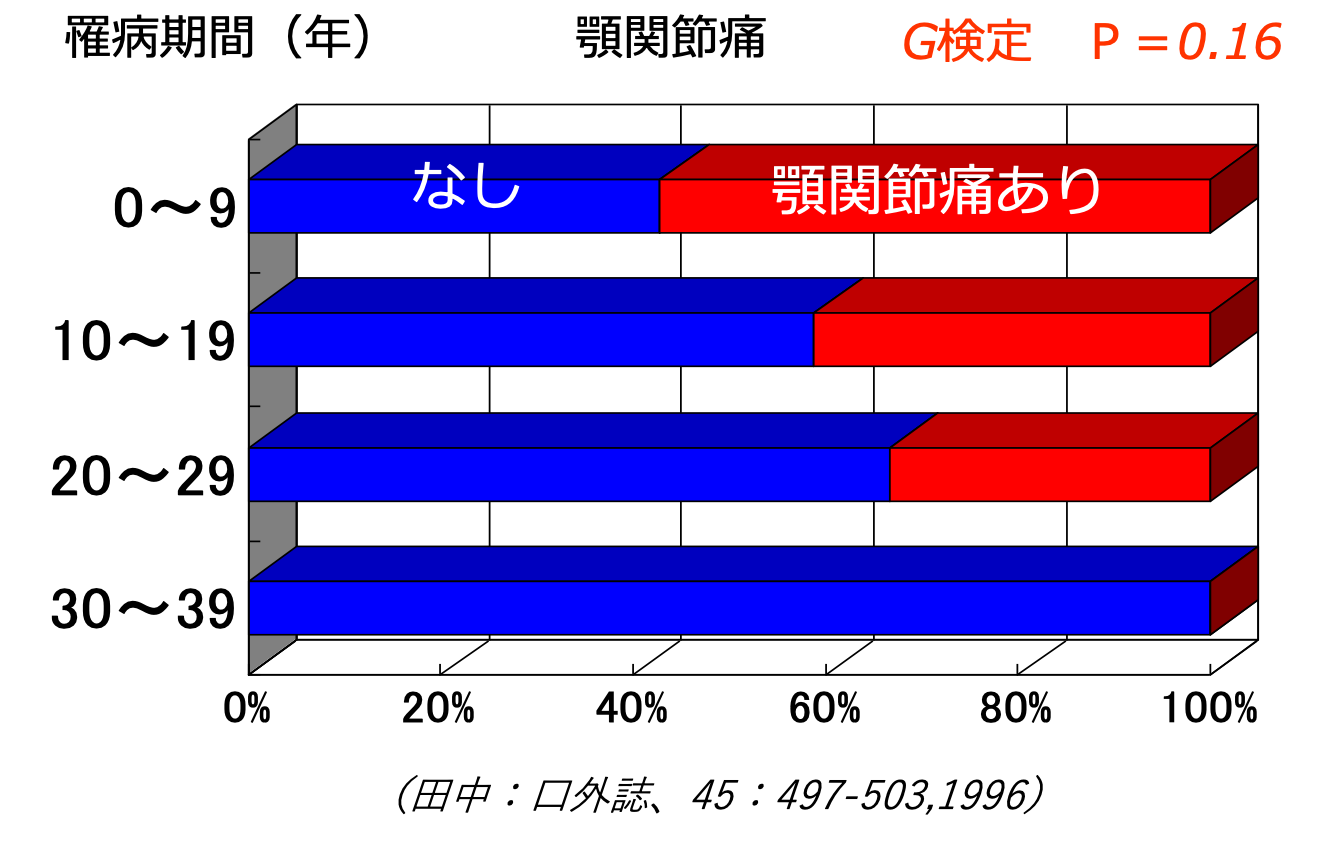 罹病期間（年） 顎関節痛 G検定 P＝0.16
なし 顎関節痛あり
0～9
10～19
20～29
30～39
0% 20% 40% 60% 80% 100%
（田中：口外誌、45：497-503,1996）